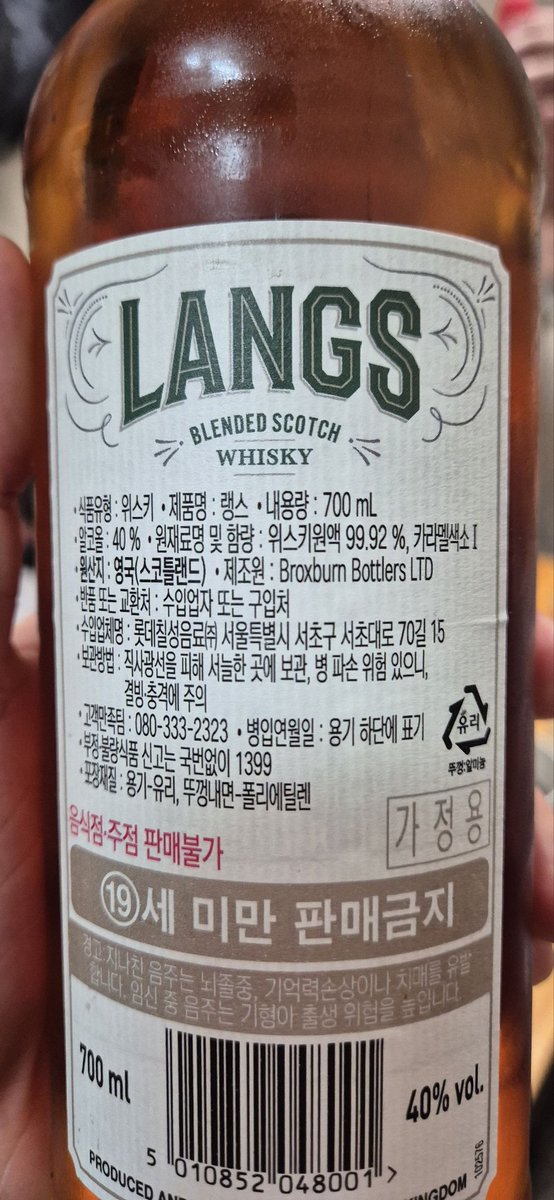 LANGS
BLENDED SCOTCH
WHISKY
•식품유형 : 위스키 •제품명 : 랭스 •내용량 : 700 mL
•알코올 : 40 % •원재료명 및 함량 : 위스키원액 99.92 %, 카라멜색소Ⅰ
•원산지 : 영국(스코틀랜드) •제조원 : Broxburn Bottlers LTD
•반품 또는 교환처 : 수입업자 또는 구입처
•수입업체명 : 롯데칠성음료㈜ 서울특별시 서초구 서초대로 70길 15
•보관방법 : 직사광선을 피해 서늘한 곳에 보관, 병 파손 위험 있으니,
결빙·충격에 주의
•고객만족팀 : 080-333-2323 •병입연월일 : 용기 하단에 표기
•부정·불량식품 신고는 국번없이 1399
•포장재질 : 용기-유리, 뚜껑내면-폴리에틸렌
유리
뚜껑:알미늄
음식점·주점 판매불가
가정용
19세 미만 판매금지
경고:지나친 음주는 뇌졸중, 기억력손상이나 치매를 유발
합니다. 임신 중 음주는 기형아 출생 위험을 높입니다.
700 ml
40% vol.
5 010852 048001 >
102576
PRODUCED AND
KINGDOM